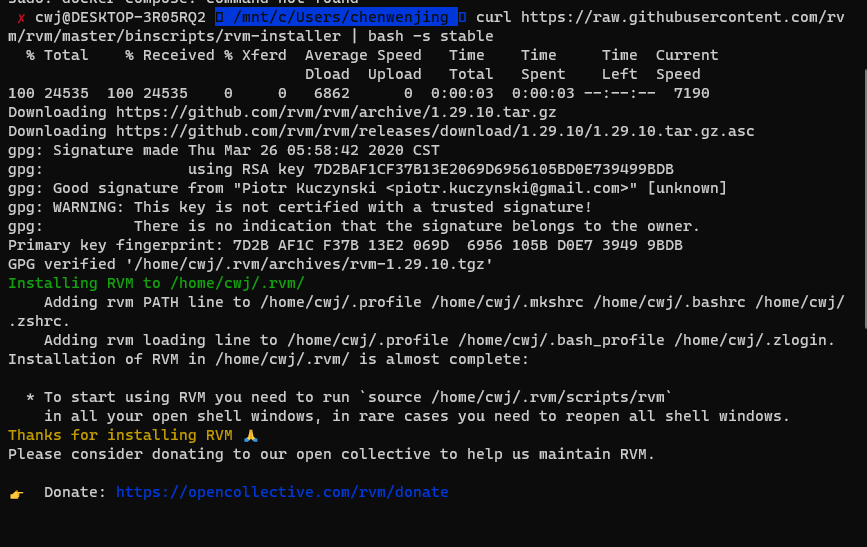 sudo: docker-compose: command not found
✗ cwj@DESKTOP-3R05RQ2 /mnt/c/Users/chenwenjing curl https://raw.githubusercontent.com/rv
m/rvm/master/binscripts/rvm-installer | bash -s stable
% Total % Received % Xferd Average Speed Time Time Time Current
Dload Upload Total Spent Left Speed
100 24535 100 24535 0 0 6862 0 0:00:03 0:00:03 --:--:-- 7190
Downloading https://github.com/rvm/rvm/archive/1.29.10.tar.gz
Downloading https://github.com/rvm/rvm/releases/download/1.29.10/1.29.10.tar.gz.asc
gpg: Signature made Thu Mar 26 05:58:42 2020 CST
gpg: using RSA key 7D2BAF1CF37B13E2069D6956105BD0E739499BDB
gpg: Good signature from "Piotr Kuczynski <piotr.kuczynski@gmail.com>" [unknown]
gpg: WARNING: This key is not certified with a trusted signature!
gpg: There is no indication that the signature belongs to the owner.
Primary key fingerprint: 7D2B AF1C F37B 13E2 069D 6956 105B D0E7 3949 9BDB
GPG verified '/home/cwj/.rvm/archives/rvm-1.29.10.tgz'
Installing RVM to /home/cwj/.rvm/
Adding rvm PATH line to /home/cwj/.profile /home/cwj/.mkshrc /home/cwj/.bashrc /home/cwj/
.zshrc.
Adding rvm loading line to /home/cwj/.profile /home/cwj/.bash_profile /home/cwj/.zlogin.
Installation of RVM in /home/cwj/.rvm/ is almost complete:
* To start using RVM you need to run `source /home/cwj/.rvm/scripts/rvm`
in all your open shell windows, in rare cases you need to reopen all shell windows.
Thanks for installing RVM 🙏
Please consider donating to our open collective to help us maintain RVM.
👉 Donate: https://opencollective.com/rvm/donate